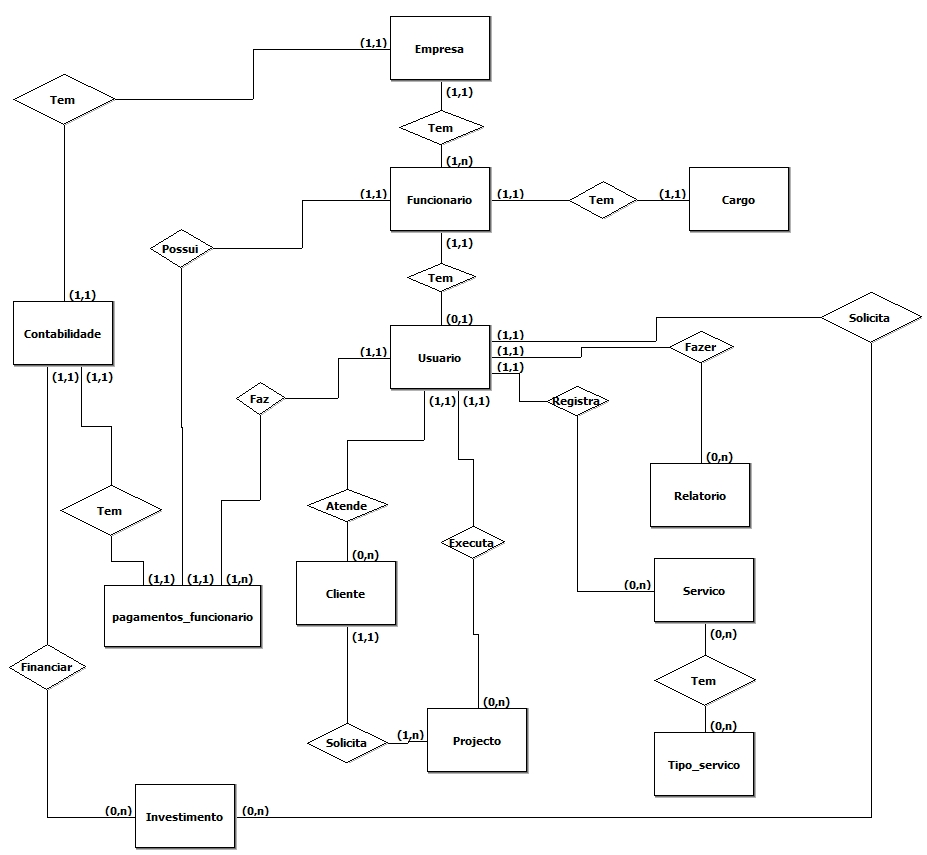 (1,1)
Empresa
(1,1)
Tem
Tem
(1,n)
(1,1)
Funcionario
(1,1)
Tem
(1,1)
Cargo
Possui
(1,1)
Tem
(1,1)
Contabilidade
(0,1)
Solicita
(1,1)
Usuario
(1,1)
(1,1)
(1,1)
Fazer
(1,1)
(1,1)
Faz
(1,1)
(1,1)
Registra
(0,n)
Relatorio
Tem
Atende
Executa
(0,n)
(1,1)
(1,1)
(1,n)
Cliente
(0,n)
Servico
pagamentos_funcionario
(1,1)
(0,n)
Financiar
Tem
(0,n)
Solicita
(1,n)
Projecto
(0,n)
Tipo_servico
(0,n)
Investimento
(0,n)